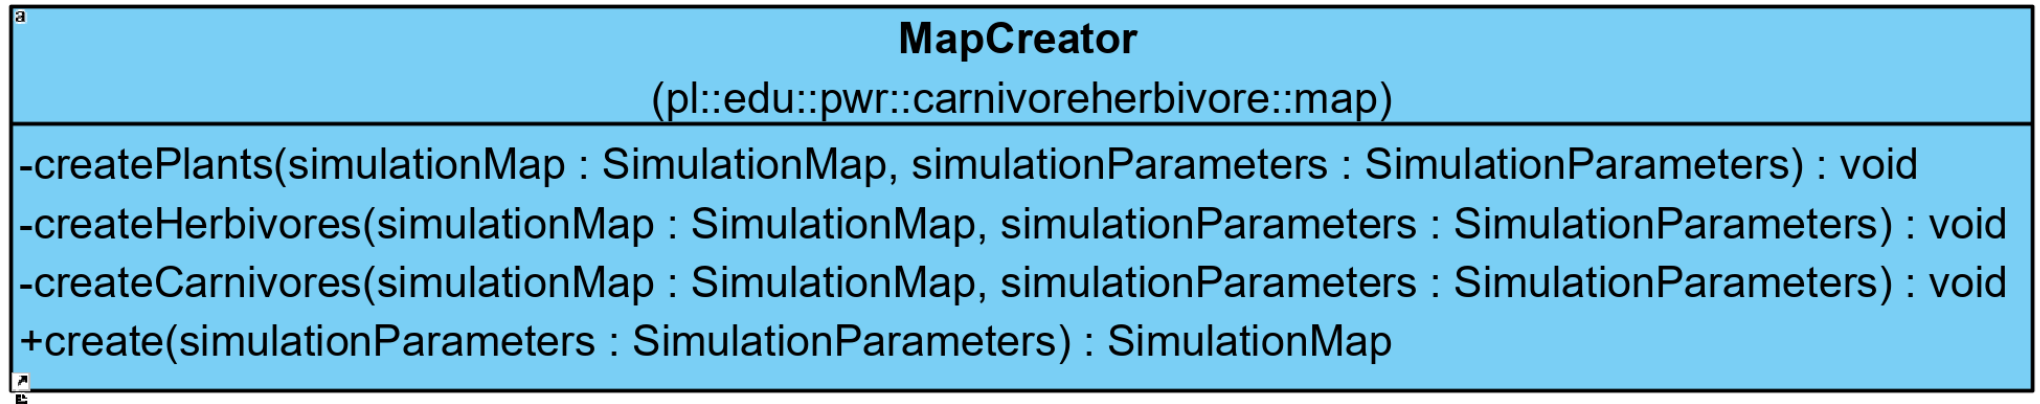 a
MapCreator
(pl::edu::pwr::carnivoreherbivore::map)
-createPlants(simulationMap : SimulationMap, simulationParameters : SimulationParameters) : void
-createHerbivores(simulationMap : SimulationMap, simulationParameters : SimulationParameters) : void
-createCarnivores(simulationMap : SimulationMap, simulationParameters : SimulationParameters) : void
+create(simulationParameters : SimulationParameters) : SimulationMap